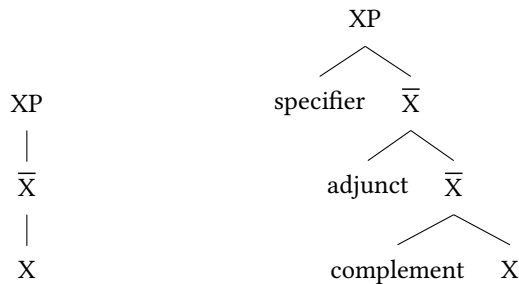 XP
XP
specifier X̅
X̅
adjunct X̅
X
complement X